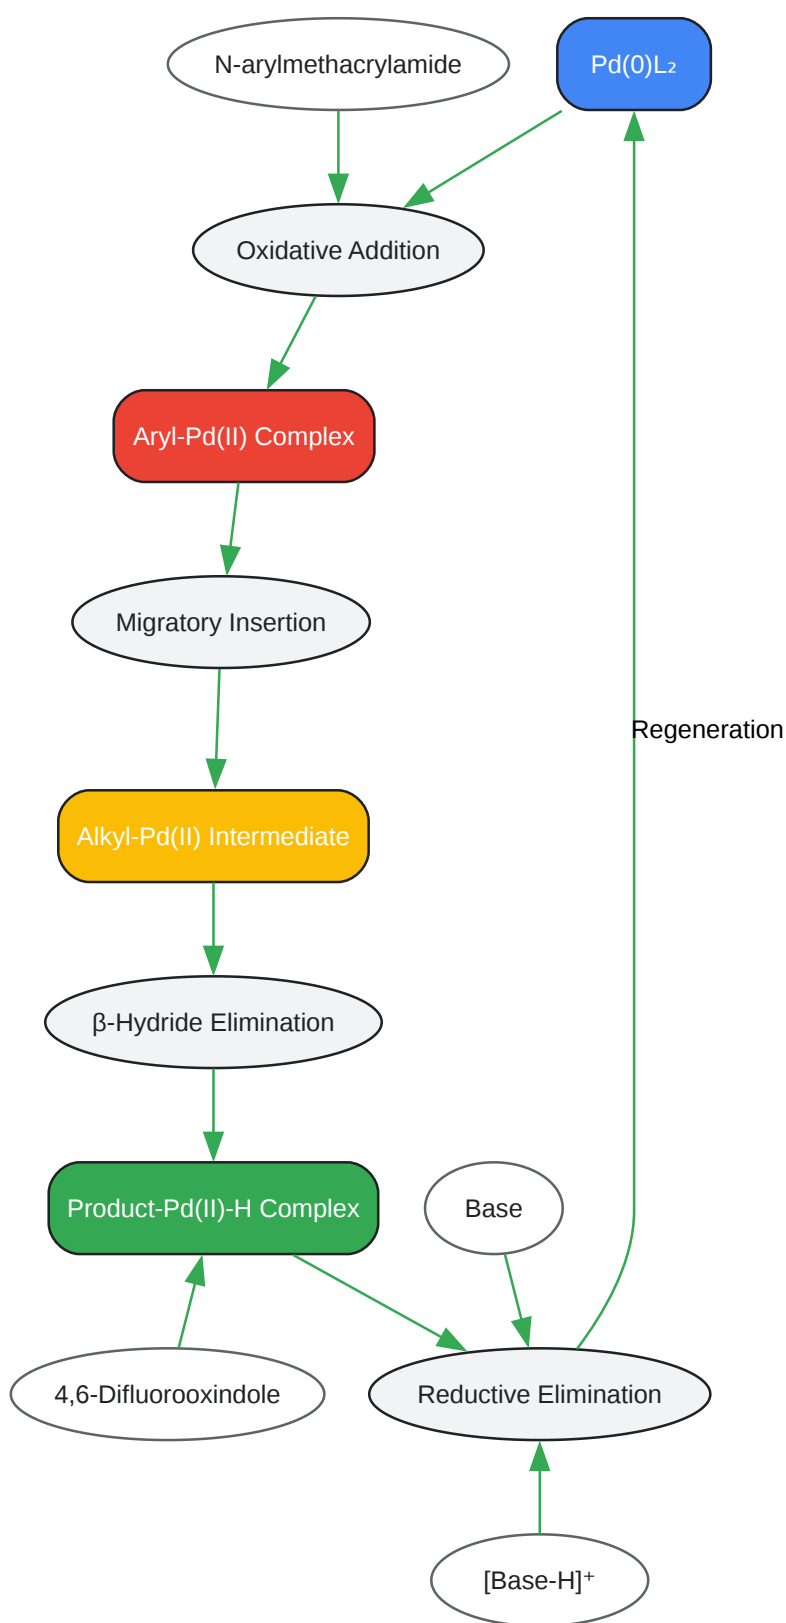 N-arylmethacrylamide
Pd(0)L₂
Oxidative Addition
Aryl-Pd(II) Complex
Migratory Insertion
Regeneration
Alkyl-Pd(II) Intermediate
β-Hydride Elimination
Product-Pd(II)-H Complex
Base
4,6-Difluorooxindole
Reductive Elimination
[Base-H]⁺